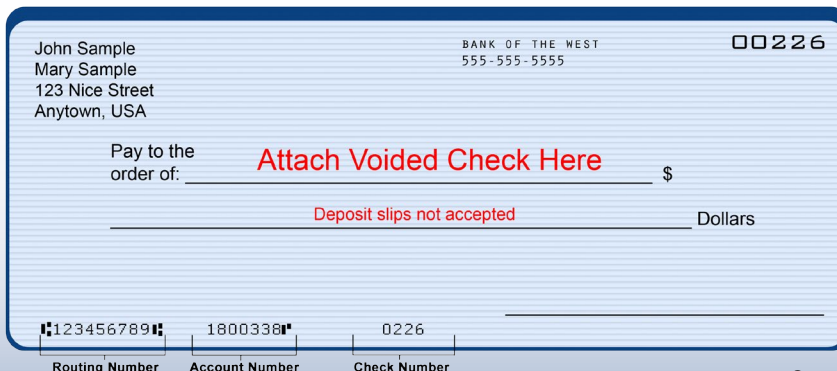 John Sample
Mary Sample
123 Nice Street
Anytown, USA
BANK OF THE WEST
555-555-5555
00226
Pay to the
order of: Attach Voided Check Here $
Deposit slips not accepted Dollars
⑆123456789⑆ 1800338⑈ 0226
Routing Number Account Number Check Number